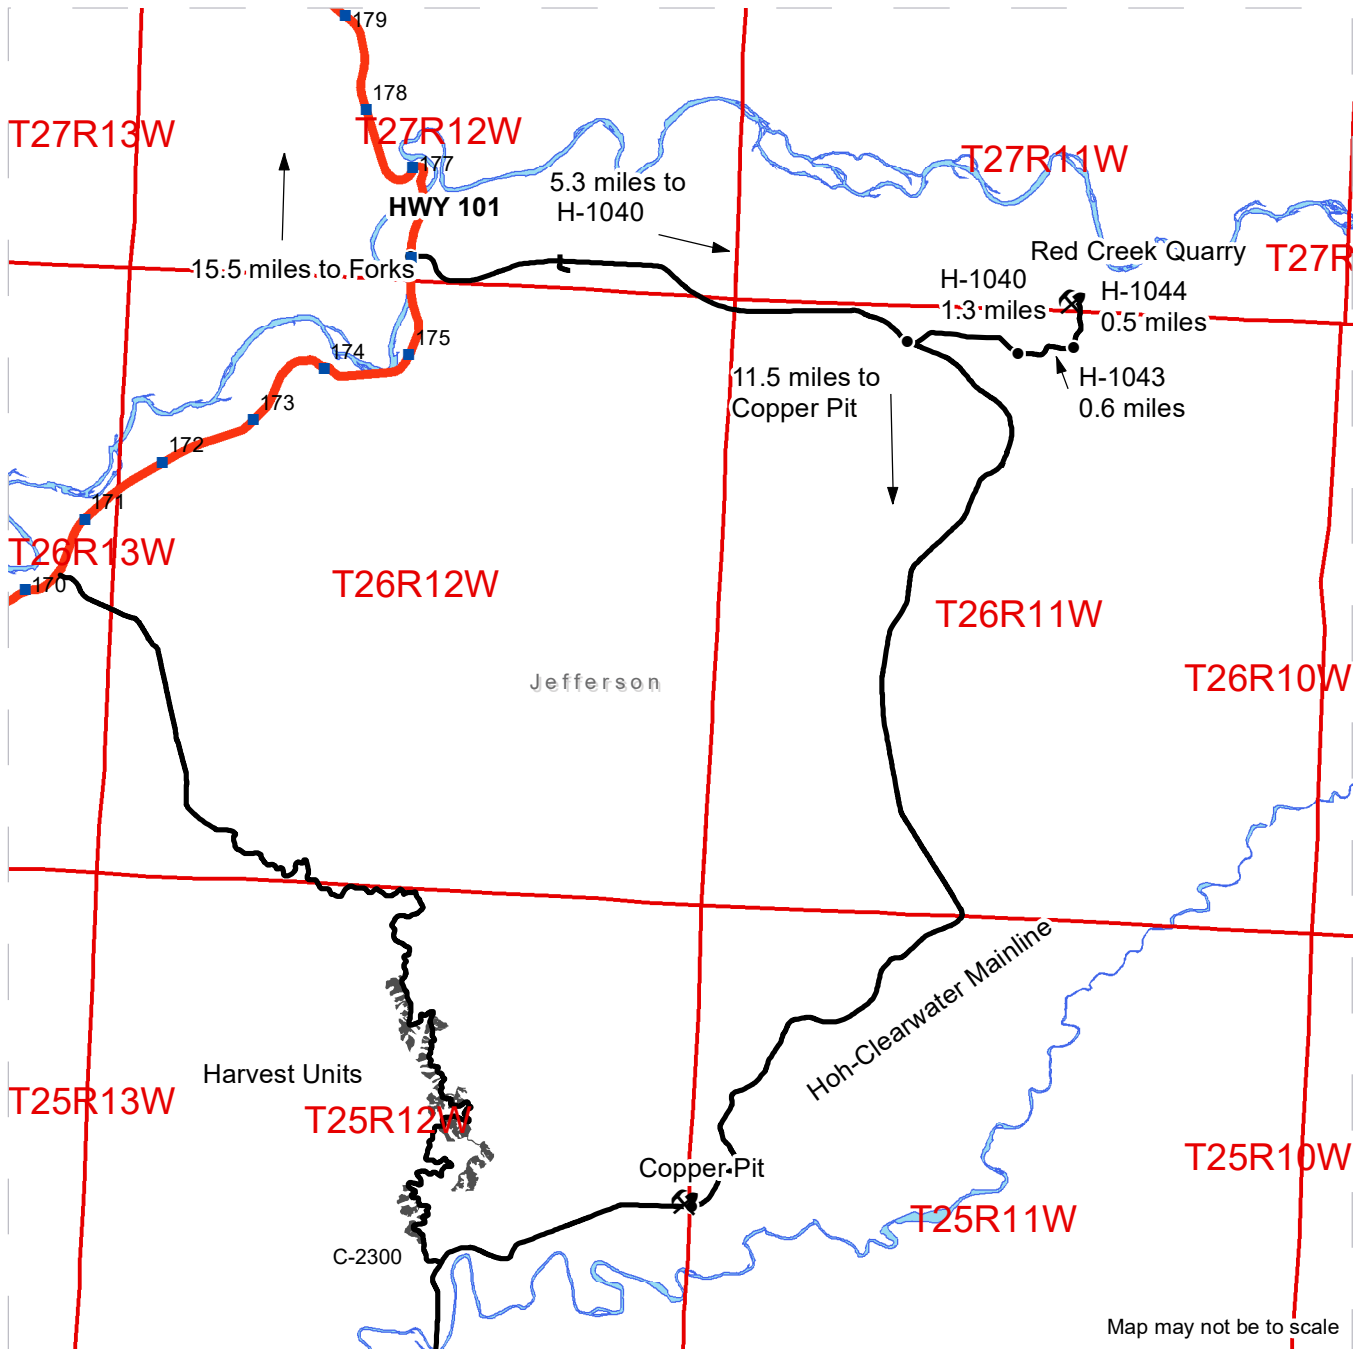 179
178
T27R13W
T27R12W
177
T27R11W
5.3 miles to
H-1040
HWY 101
Red Creek Quarry
T27R
15.5 miles to Forks
H-1040
1.3 miles
H-1044
0.5 miles
175
174
11.5 miles to
Copper Pit
H-1043
0.6 miles
173
172
171
T26R13W
170
T26R12W
T26R11W
Jefferson
T26R10W
Hoh-Clearwater Mainline
Harvest Units
T25R13W
T25R12W
Copper Pit
T25R10W
T25R11W
C-2300
Map may not be to scale